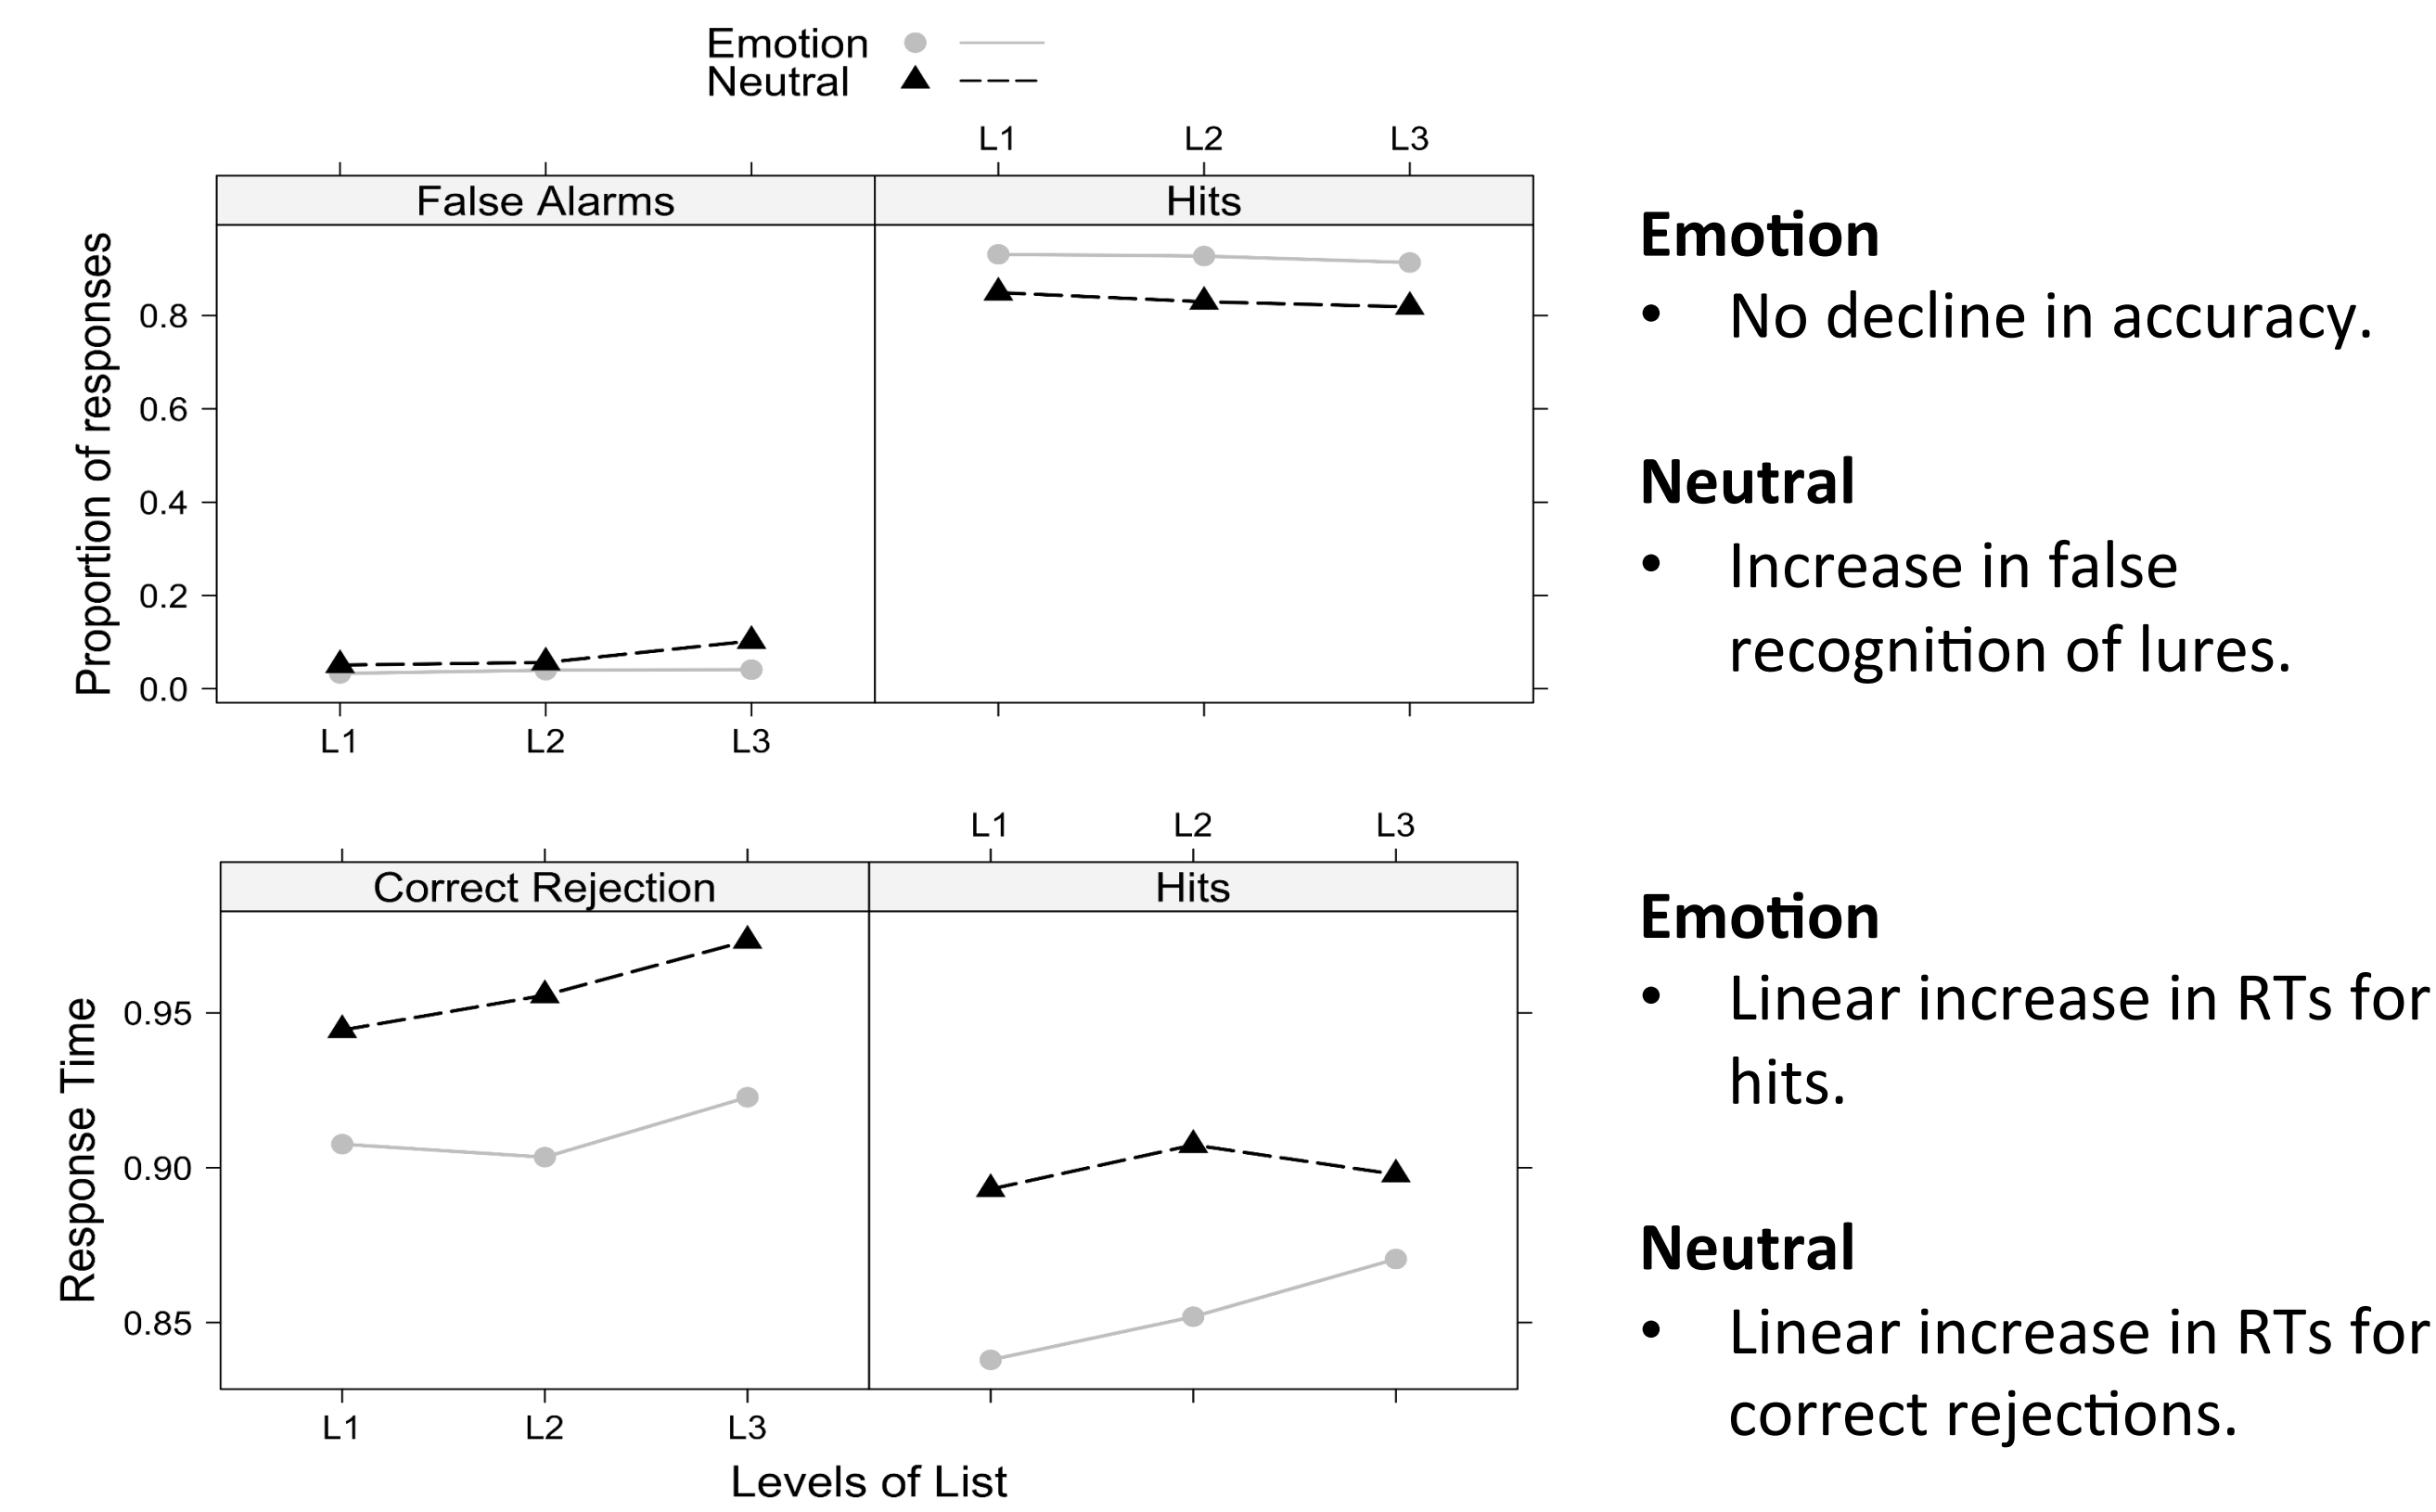 Emotion
Neutral
L1 L2 L3
False Alarms Hits
Proportion of responses
0.8
0.6
0.4
0.2
0.0
L1 L2 L3
Emotion
• No decline in accuracy.
Neutral
• Increase in false
recognition of lures.
L1 L2 L3
Correct Rejection Hits
Response Time
0.95
0.90
0.85
L1 L2 L3
Levels of List
Emotion
• Linear increase in RTs for
hits.
Neutral
• Linear increase in RTs for
correct rejections.